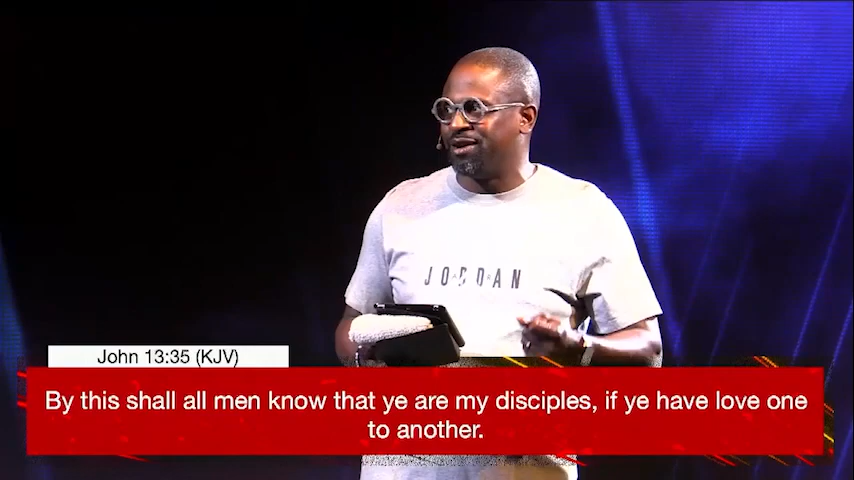 JORDAN
John 13:35 (KJV)
By this shall all men know that ye are my disciples, if ye have love one
to another.